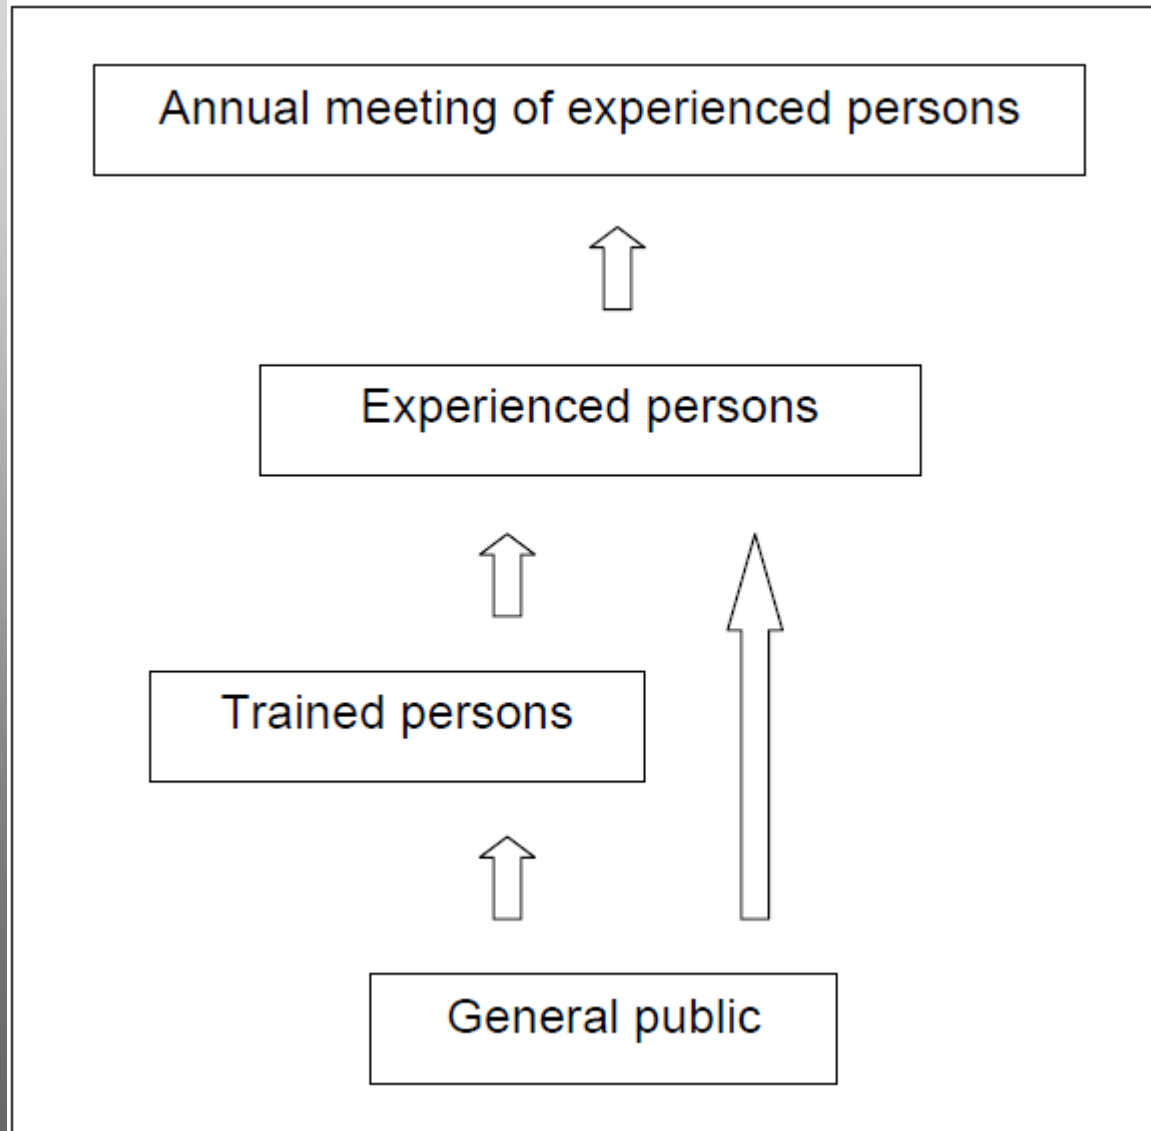 Annual meeting of experienced persons
Experienced persons
Trained persons
General public